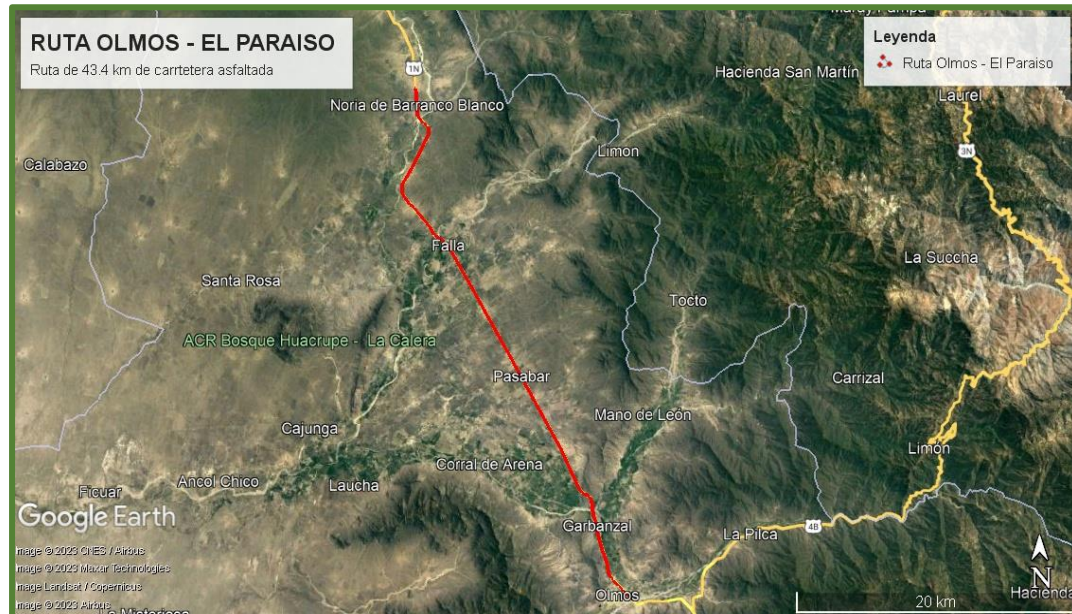 RUTA OLMOS - EL PARAISO
Ruta de 43.4 km de carrtetera asfaltada
Leyenda
Ruta Olmos - El Paraiso
1N
Hacienda San Martín
Laurel
Noria de Barranco Blanco
Limon
3N
Calabazo
Falla
La Succha
Santa Rosa
Tocto
ACR Bosque Huacrupe - La Calera
Pasabar
Carrizal
Mano de León
Cajunga
Limón
Corral de Arena
Ancol Chico
Laucha
Ficuar
Google Earth
Garbanzal
La Pilca
4B
Image © 2023 CNES / Airbus
Image © 2023 Maxar Technologies
Image Landsat / Copernicus
Image © 2023 Airbus
Olmos
N
Hacienda
20 km
La Misteriosa